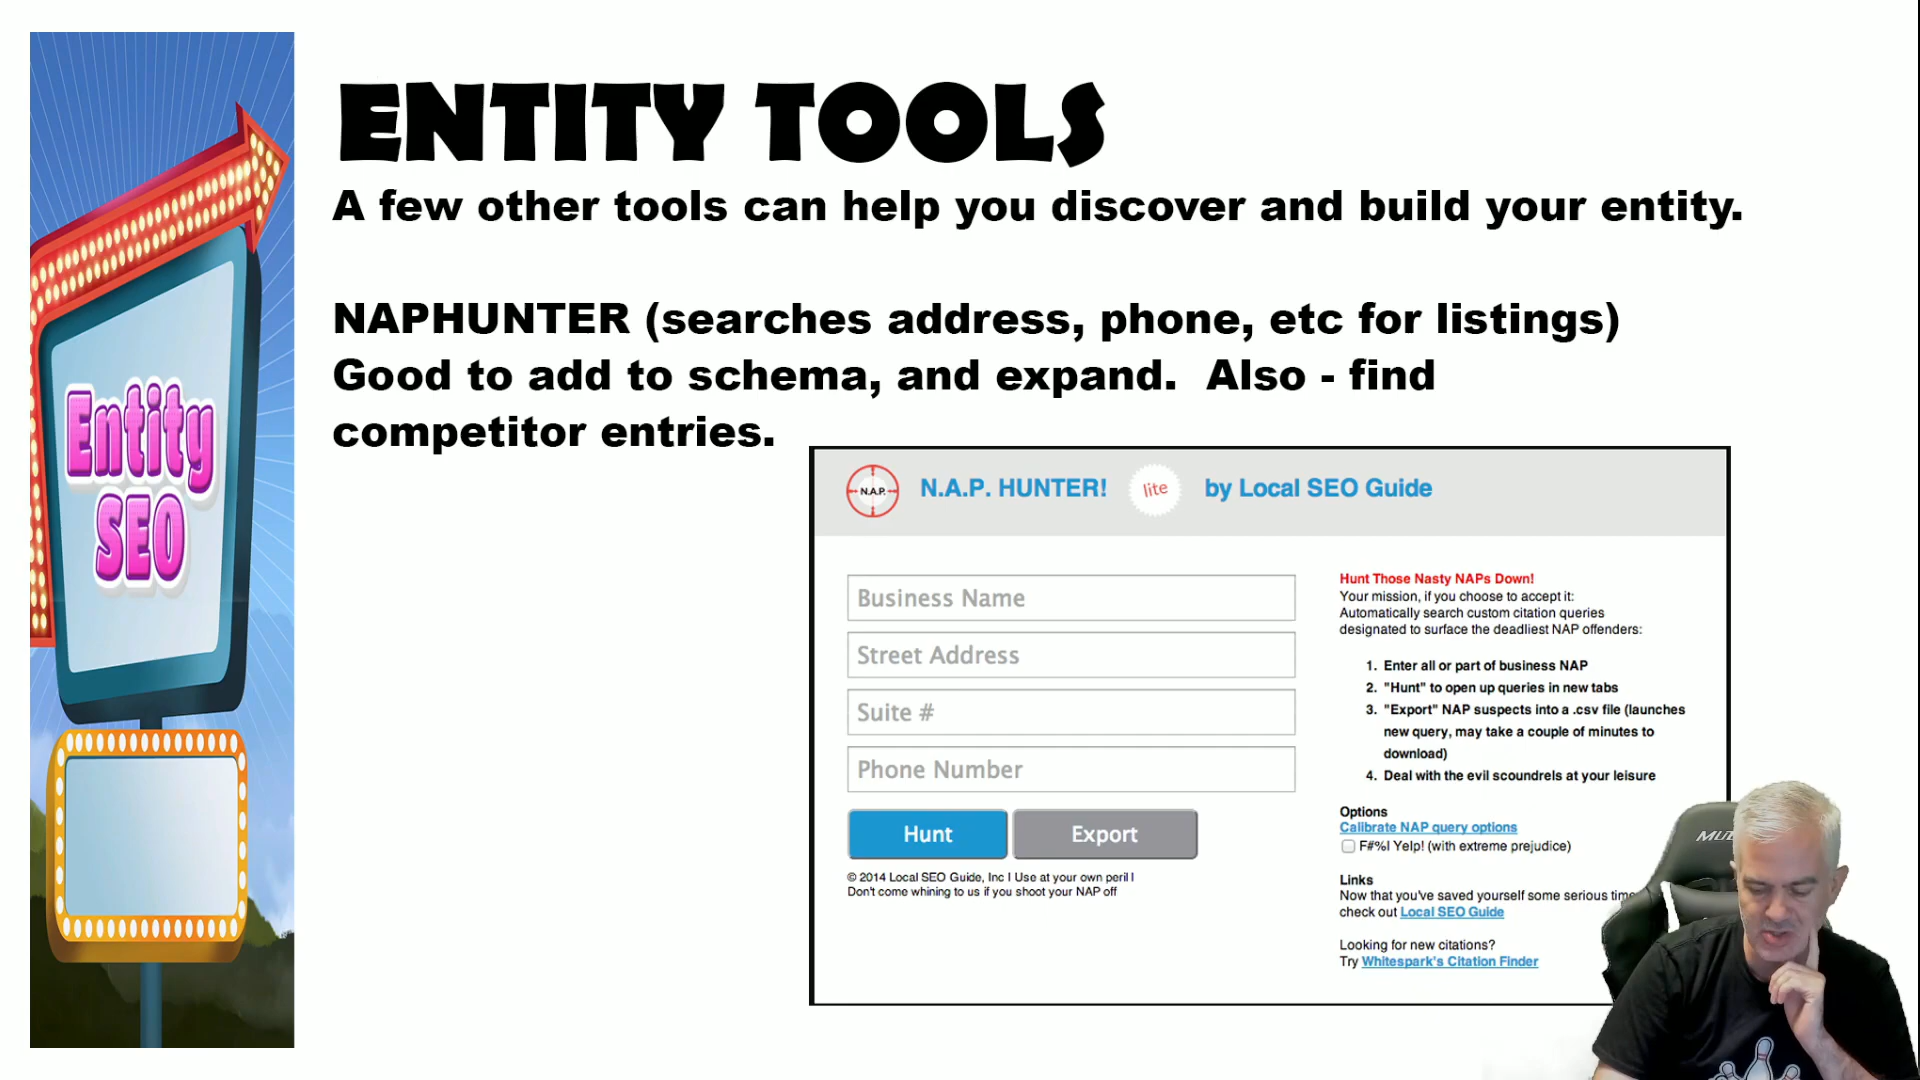 ENTITY TOOLS
A few other tools can help you discover and build your entity.
NAPHUNTER (searches address, phone, etc for listings)
Good to add to schema, and expand.  Also - find
competitor entries.
Entity
SEO
N.A.P.
N.A.P. HUNTER!
lite
by Local SEO Guide
Business Name
Street Address
Suite #
Phone Number
Hunt
Export
© 2014 Local SEO Guide, Inc | Use at your own peril |
Don't come whining to us if you shoot your NAP off
Hunt Those Nasty NAPs Down!
Your mission, if you choose to accept it:
Automatically search custom citation queries
designated to surface the deadliest NAP offenders:
1. Enter all or part of business NAP
2. "Hunt" to open up queries in new tabs
3. "Export" NAP suspects into a .csv file (launches
new query, may take a couple of minutes to
download)
4. Deal with the evil scoundrels at your leisure
Options
Calibrate NAP query options
F#%! Yelp! (with extreme prejudice)
Links
Now that you've saved yourself some serious
check out Local SEO Guide
Looking for new citations?
Try Whitespark's Citation Finder